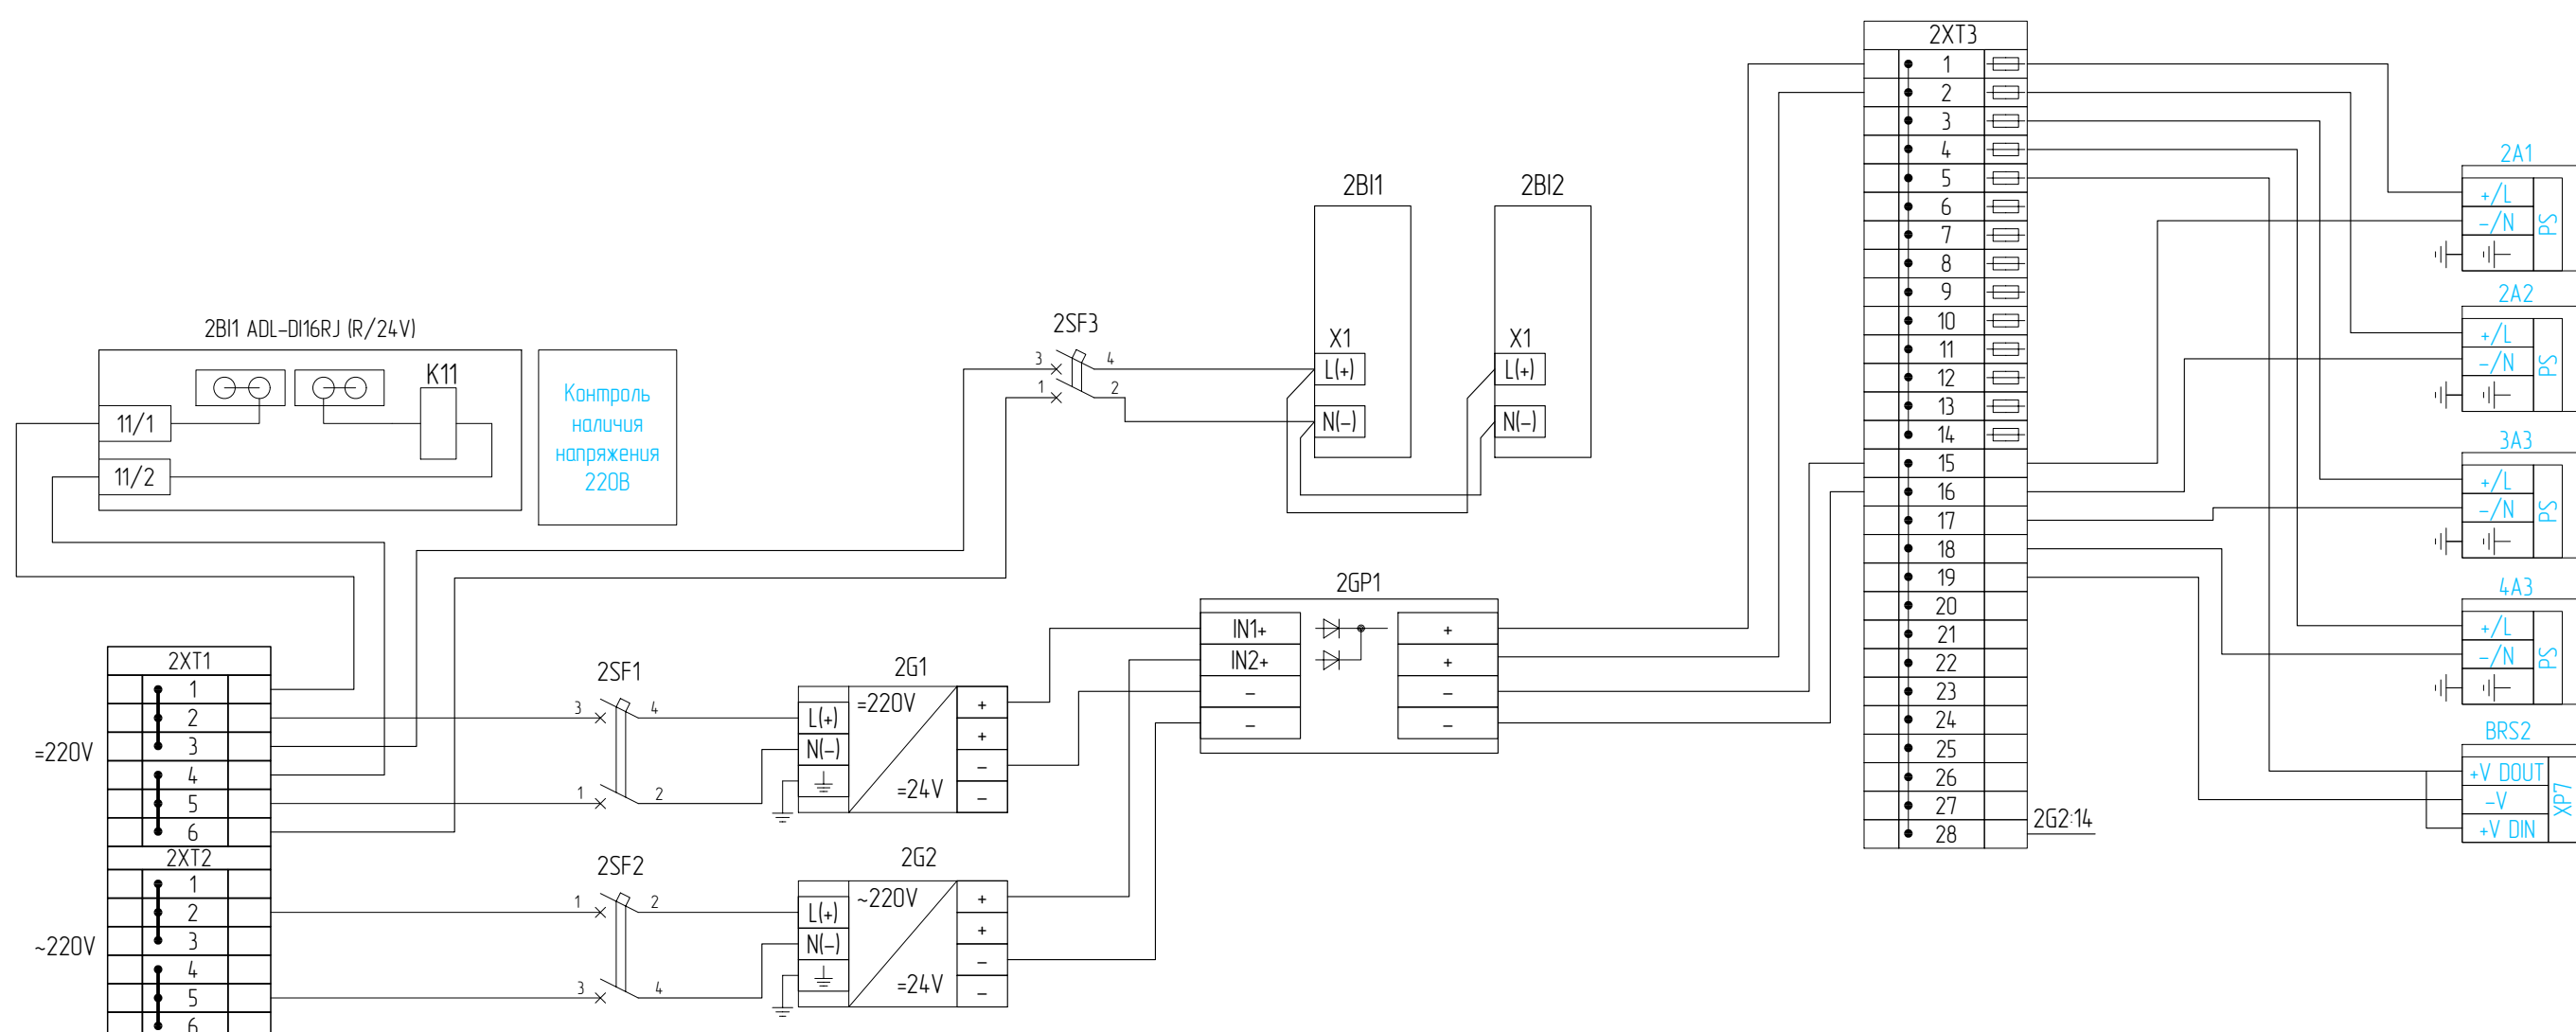 2XT3
1
2
3
4
5
6
7
8
9
10
11
12
13
14
15
16
17
18
19
20
21
22
23
24
25
26
27
28
2G2:14
2A1
+/L
-/N
PS
2A2
+/L
-/N
PS
3A3
+/L
-/N
PS
4A3
+/L
-/N
PS
BRS2
+V DOUT
-V
+V DIN
XP7
2BI1
X1
L(+)
N(-)
2BI2
X1
L(+)
N(-)
2SF3
3 4
1 2
2BI1 ADL-DI16RJ (R/24V)
K11
11/1
11/2
Контроль
наличия
напряжения
220В
2GP1
IN1+ +
IN2+ +
- -
- -
2XT1
=220V
1
2
3
4
5
6
2XT2
~220V
1
2
3
4
5
6
2SF1
3 4
1 2
2G1
L(+)
N(-)
=220V
=24V
+
+
-
-
2SF2
1 2
3 4
2G2
L(+)
N(-)
~220V
=24V
+
+
-
-